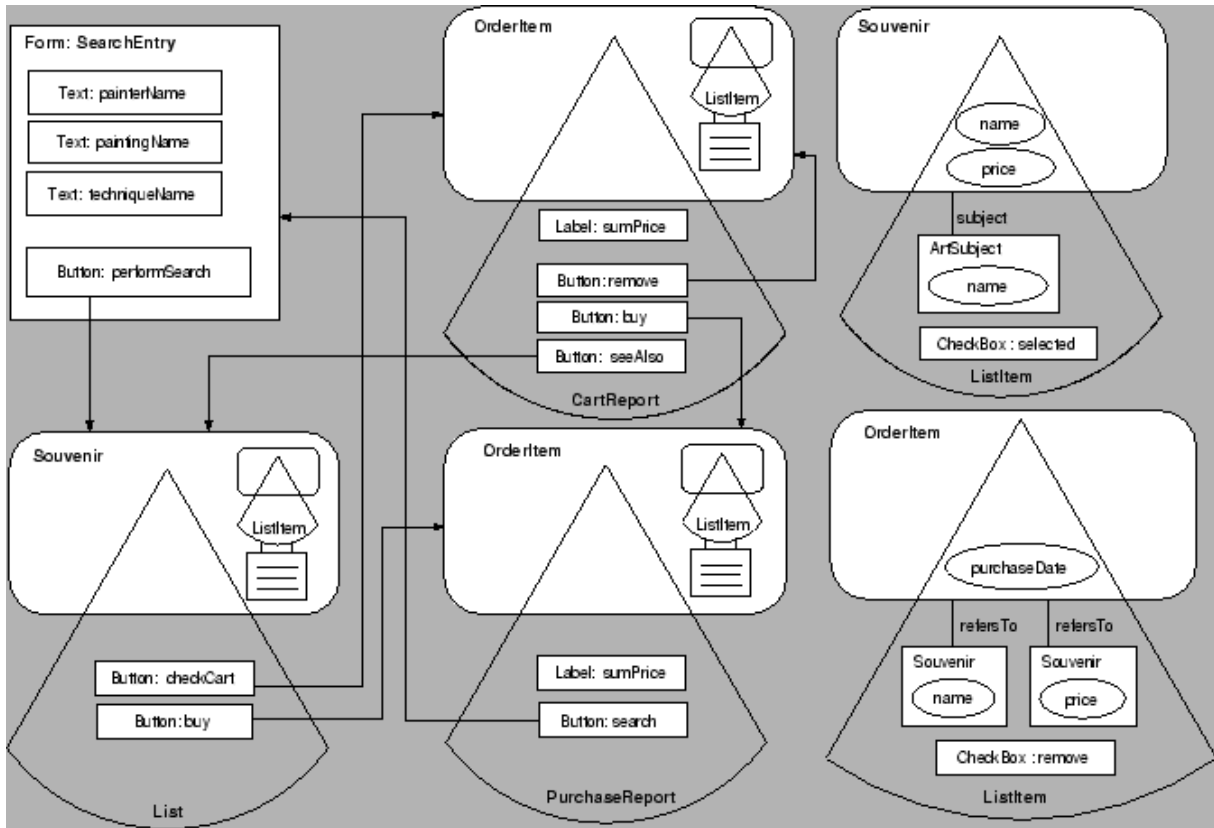 Form: SearchEntry
Text: painterName
Text: paintingName
Text: techniqueName
Button: performSearch
OrderItem
ListItem
Label: sumPrice
Button: remove
Button: buy
Button: seeAlso
CartReport
Souvenir
name
price
subject
ArtSubject
name
CheckBox : selected
ListItem
Souvenir
ListItem
Button: checkCart
Button: buy
List
OrderItem
ListItem
Label: sumPrice
Button: search
PurchaseReport
OrderItem
purchaseDate
refersTo
refersTo
Souvenir
name
Souvenir
price
CheckBox : remove
ListItem